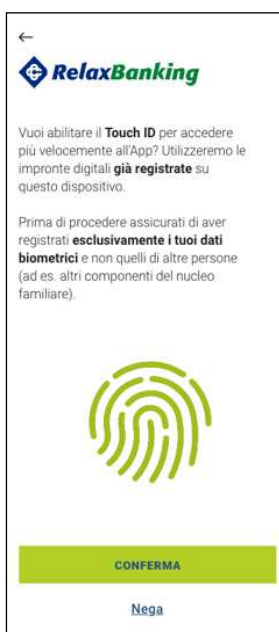 RelaxBanking
Vuoi abilitare il Touch ID per accedere
più velocemente all'App? Utilizzeremo le
impronte digitali già registrate su
questo dispositivo.
Prima di procedere assicurati di aver
registrati esclusivamente i tuoi dati
biometrici e non quelli di altre persone
(ad es. altri componenti del nucleo
familiare).
CONFERMA
Nega